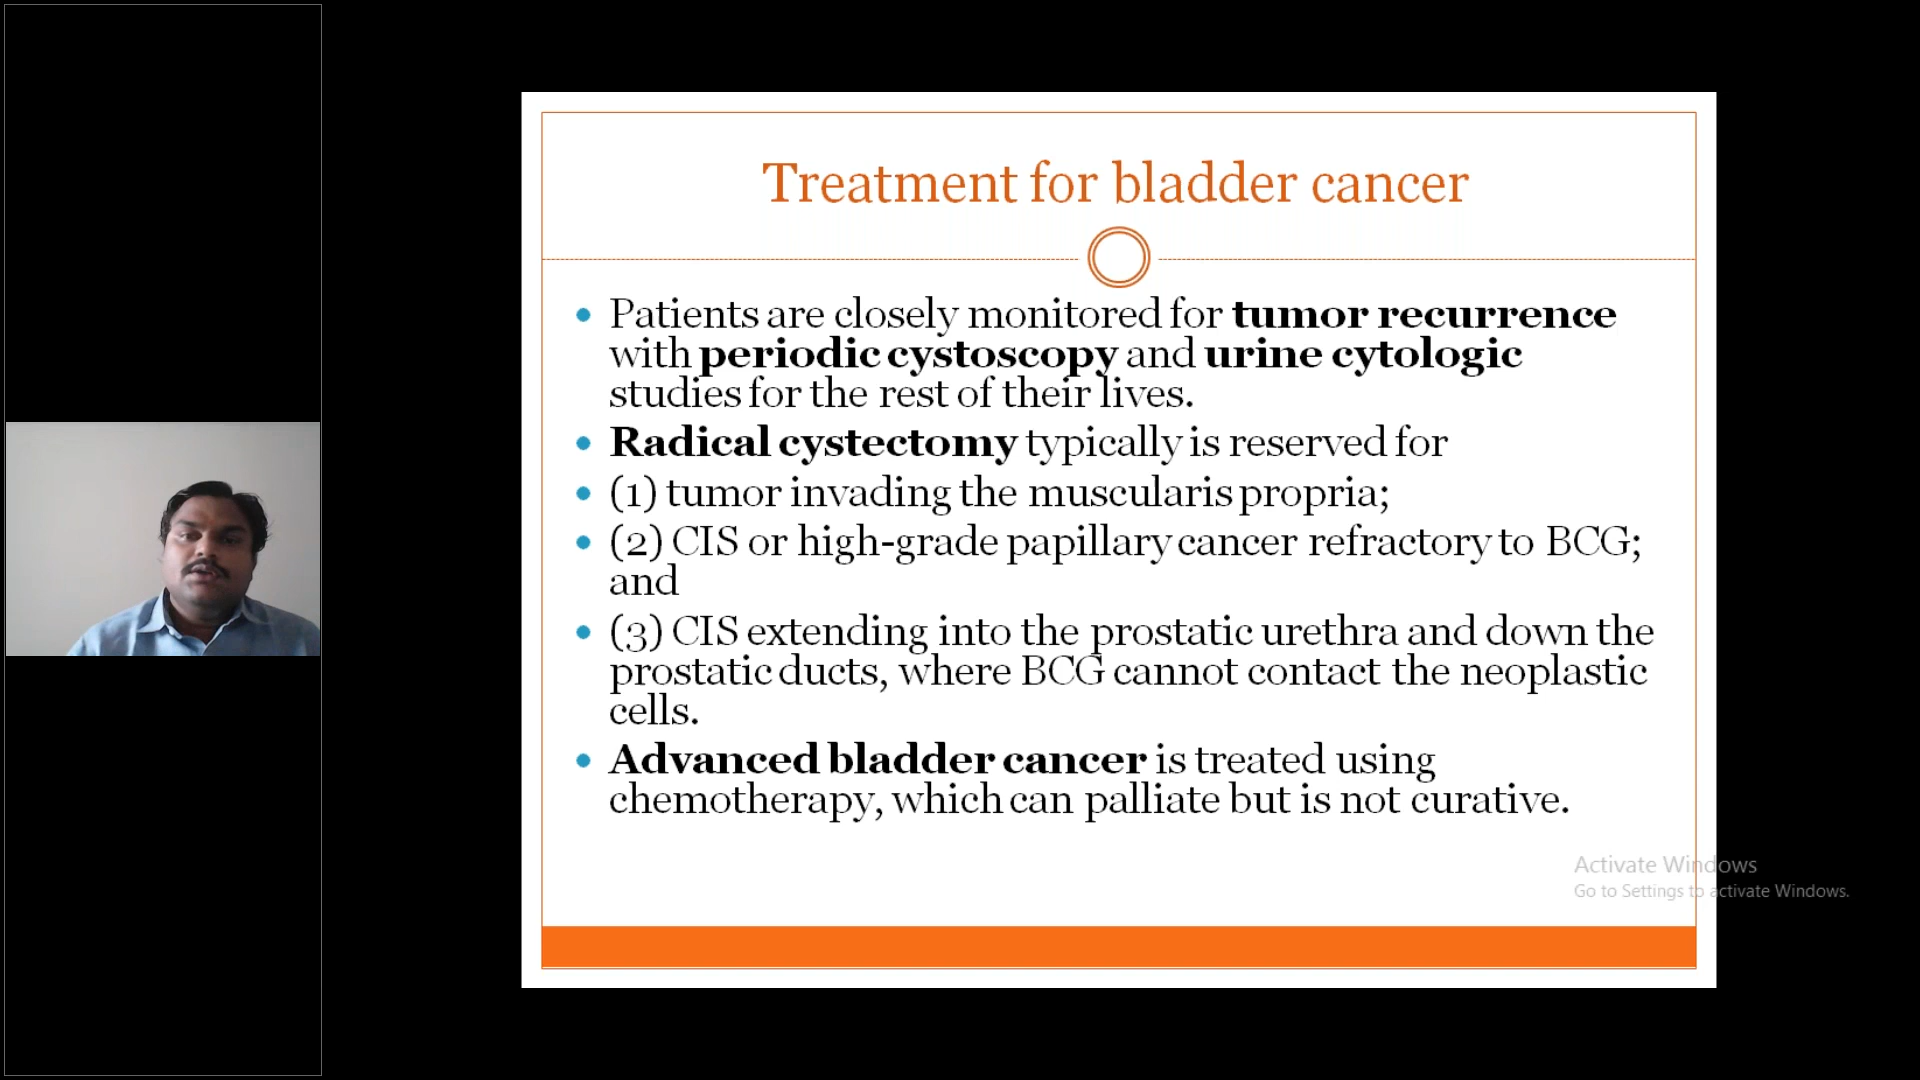 Treatment for bladder cancer
• Patients are closely monitored for tumor recurrence
with periodic cystoscopy and urine cytologic
studies for the rest of their lives.
• Radical cystectomy typically is reserved for
• (1) tumor invading the muscularis propria;
• (2) CIS or high-grade papillary cancer refractory to BCG;
and
• (3) CIS extending into the prostatic urethra and down the
prostatic ducts, where BCG cannot contact the neoplastic
cells.
• Advanced bladder cancer is treated using
chemotherapy, which can palliate but is not curative.
Activate Windows
Go to Settings to activate Windows.